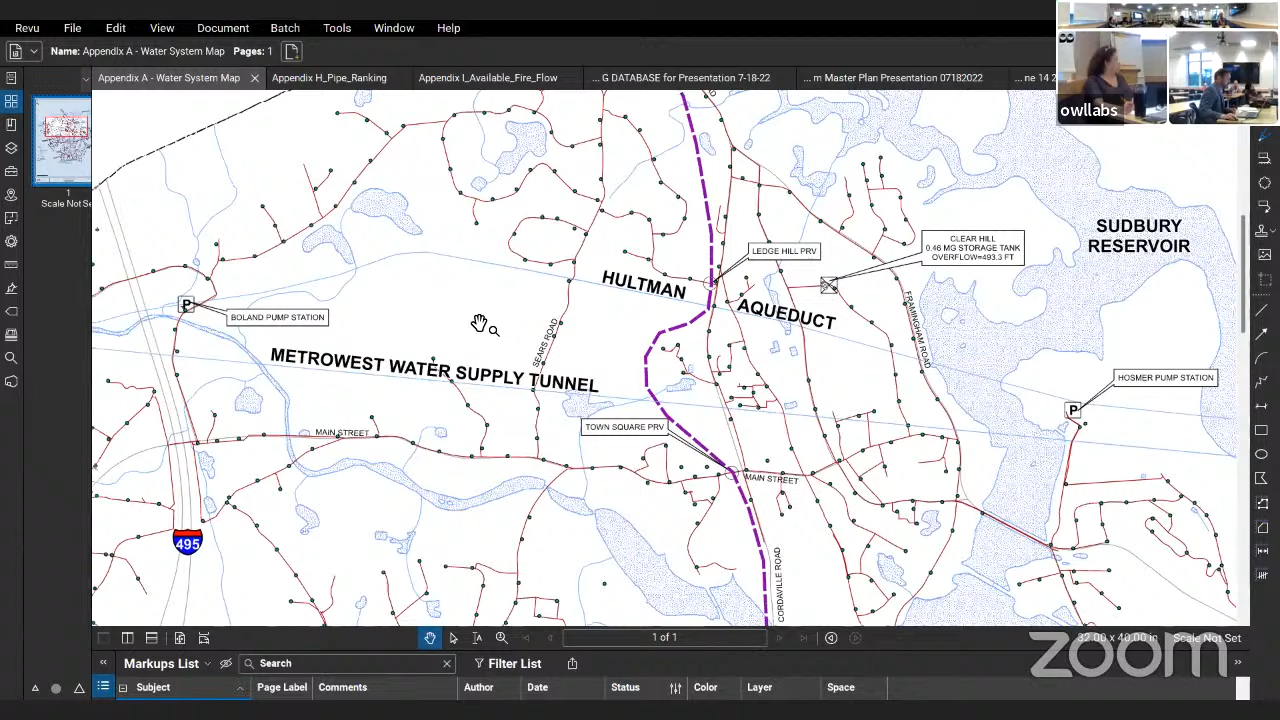 Revu File Edit View Document Batch Tools Window Help
Name: Appendix A - Water System Map Pages: 1
Appendix A - Water System Map
Appendix H_Pipe_Ranking
... G DATABASE for Presentation 7-18-22
... m Master Plan Presentation 07182022
... ne 14 2
owllabs
1
Scale Not Se
SUDBURY
RESERVOIR
CLEAR HILL
0.46 MG STORAGE TANK
OVERFLOW=493.3 FT
LEDGE HILL PRV
HULTMAN
AQUEDUCT
P
BOLAND PUMP STATION
SEARS ROAD
FRAMINGHAM ROAD
METROWEST WATER SUPPLY TUNNEL
HOSMER PUMP STATION
P
TOWN SQUARE PRV
MAIN STREET
MAIN STREET
495
CORDAVILLE ROAD
1 of 1
32.00 x 40.00 in
Scale Not Set
zoom
Markups List
Search
Filter List
Subject Page Label Comments Author Date Status Color Layer Space